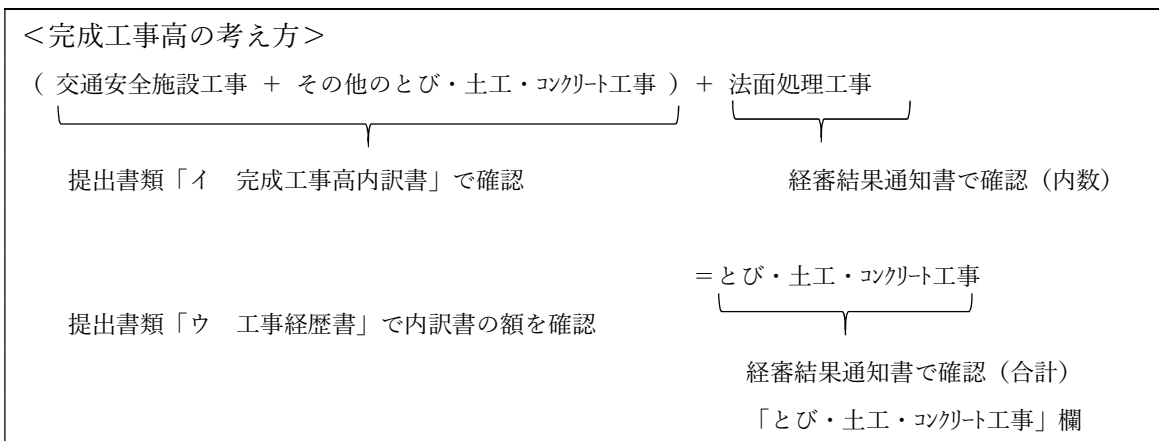 ＜完成工事高の考え方＞
（ 交通安全施設工事 ＋ その他のとび・土工・ｺﾝｸﾘｰﾄ工事 ）＋ 法面処理工事
提出書類「イ　完成工事高内訳書」で確認　経審結果通知書で確認（内数）
＝とび・土工・ｺﾝｸﾘｰﾄ工事
提出書類「ウ　工事経歴書」で内訳書の額を確認
経審結果通知書で確認（合計）
「とび・土工・ｺﾝｸﾘｰﾄ工事」欄